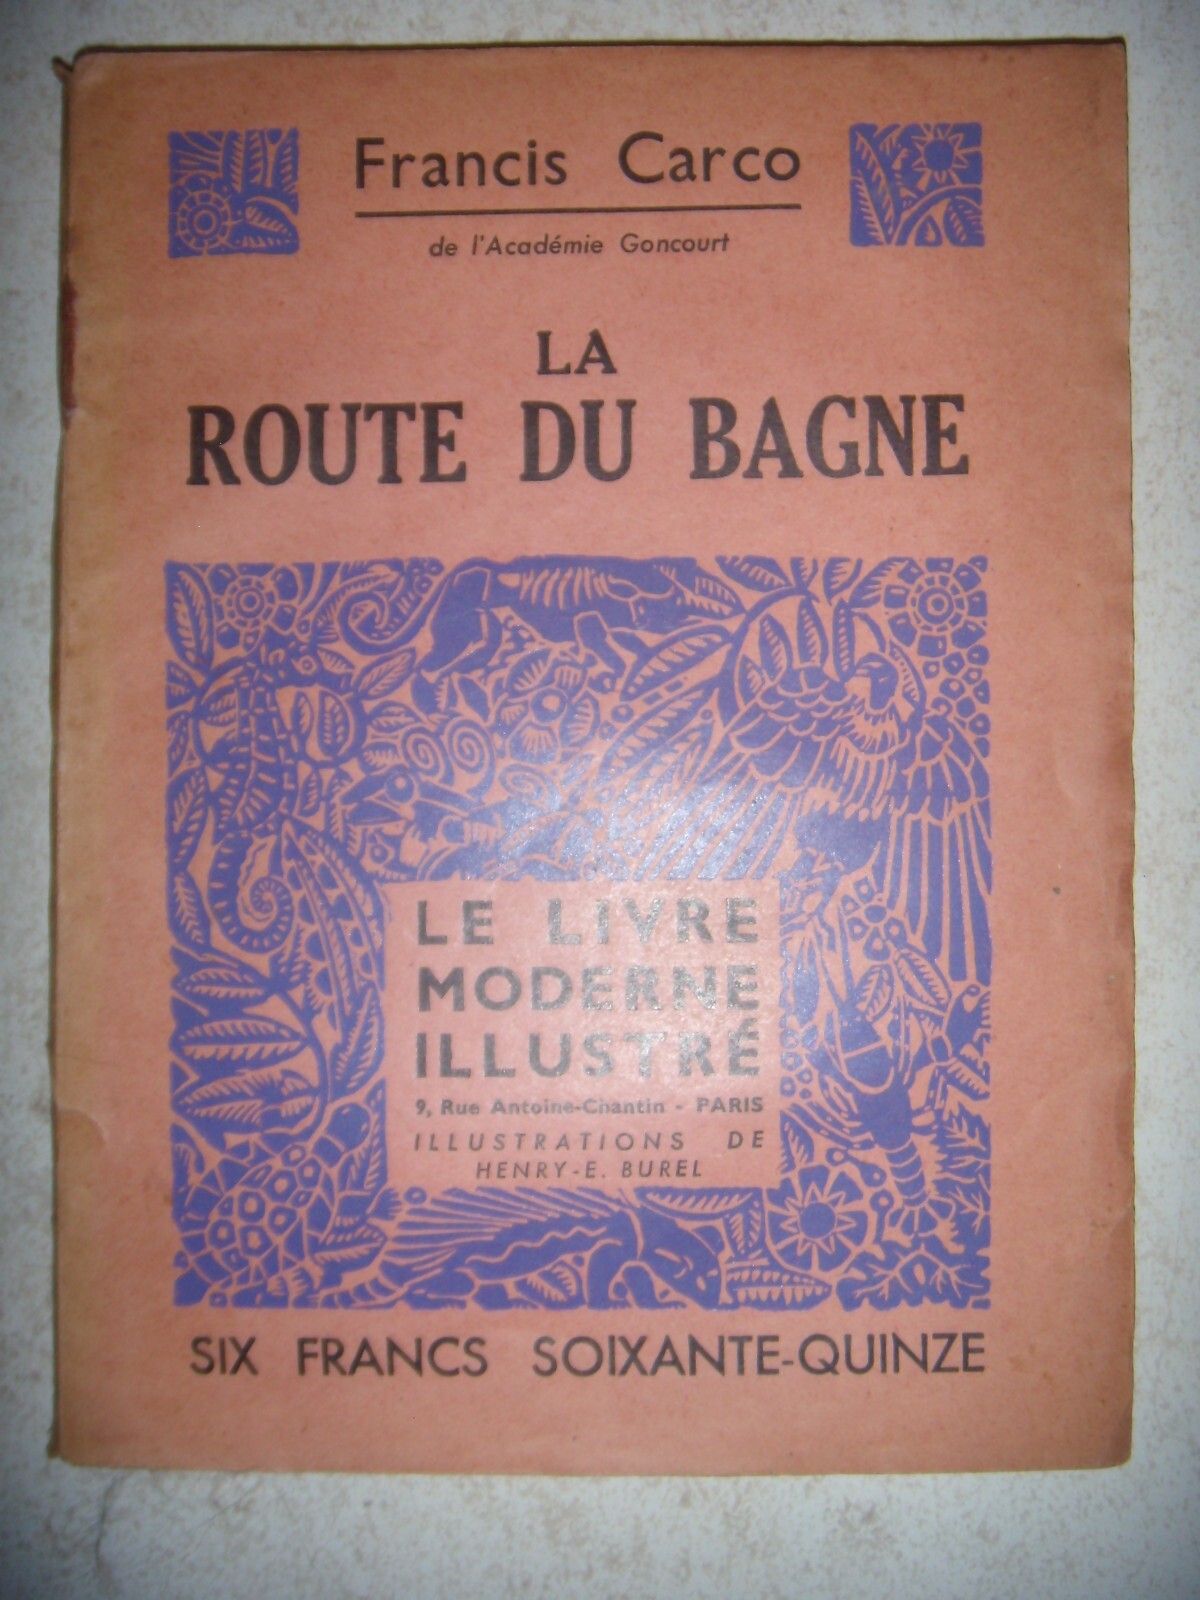 Francis Carco
de l'Académie Goncourt
LA
ROUTE DU BAGNE
LE LIVRE
MODERNE
ILLUSTRÉ
9, Rue Antoine-Chantin - PARIS
ILLUSTRATIONS DE
HENRY-E. BUREL
SIX FRANCS SOIXANTE-QUINZE